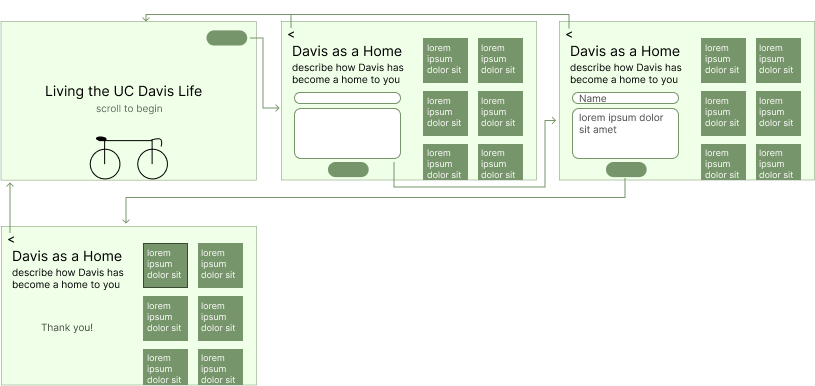 Living the UC Davis Life
scroll to begin
<
Davis as a Home
describe how Davis has
become a home to you
lorem
ipsum
dolor sit
lorem
ipsum
dolor sit
lorem
ipsum
dolor sit
lorem
ipsum
dolor sit
lorem
ipsum
dolor sit
lorem
ipsum
dolor sit
<
Davis as a Home
describe how Davis has
become a home to you
Name
lorem ipsum dolor
sit amet
lorem
ipsum
dolor sit
lorem
ipsum
dolor sit
lorem
ipsum
dolor sit
lorem
ipsum
dolor sit
lorem
ipsum
dolor sit
lorem
ipsum
dolor sit
<
Davis as a Home
describe how Davis has
become a home to you
Thank you!
lorem
ipsum
dolor sit
lorem
ipsum
dolor sit
lorem
ipsum
dolor sit
lorem
ipsum
dolor sit
lorem
ipsum
dolor sit
lorem
ipsum
dolor sit